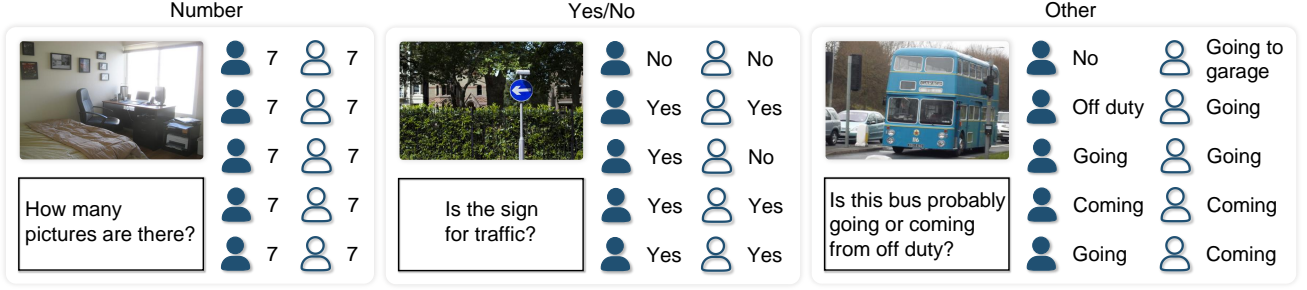 Number
7 7
7 7
7 7
7 7
7 7
How many
pictures are there?
Yes/No
No No
Yes Yes
Yes No
Yes Yes
Yes Yes
Is the sign
for traffic?
Other
No Going to
garage
Off duty Going
Going Going
Coming Coming
Going Coming
Is this bus probably
going or coming
from off duty?